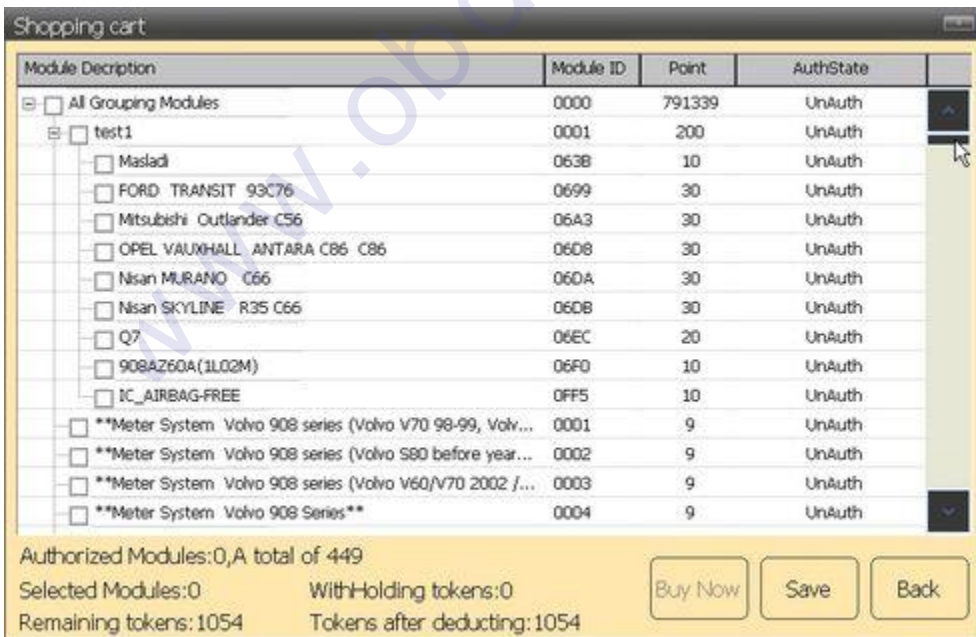 Shopping cart
Module Decription Module ID Point AuthState
All Grouping Modules 0000 791339 UnAuth
test1 0001 200 UnAuth
Masladi 063B 10 UnAuth
FORD TRANSIT 93C76 0699 30 UnAuth
Mitsubishi Outlander C56 06A3 30 UnAuth
OPEL VAUXHALL ANTARA C86 C86 06D8 30 UnAuth
Nisan MURANO C66 06DA 30 UnAuth
Nisan SKYLINE R35 C66 06DB 30 UnAuth
Q7 06EC 20 UnAuth
908AZ60A(1L02M) 06F0 10 UnAuth
IC_AIRBAG-FREE 0FF5 10 UnAuth
**Meter System Volvo 908 series (Volvo V70 98-99, Volv... 0001 9 UnAuth
**Meter System Volvo 908 series (Volvo S80 before year... 0002 9 UnAuth
**Meter System Volvo 908 series (Volvo V60/V70 2002 /... 0003 9 UnAuth
**Meter System Volvo 908 Series** 0004 9 UnAuth
Authorized Modules:0,A total of 449
Selected Modules:0 WithHolding tokens:0
Remaining tokens:1054 Tokens after deducting:1054
Buy Now Save Back
www.ob